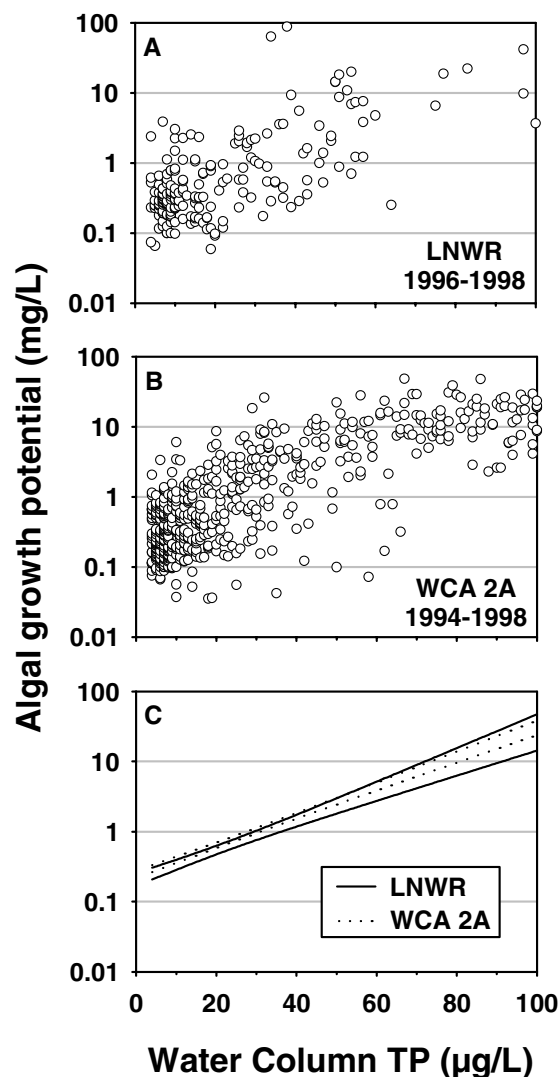 Algal growth potential (mg/L)
A
100
10
1
0.1
0.01
LNWR
1996-1998
B
100
10
1
0.1
0.01
WCA 2A
1994-1998
C
100
10
1
0.1
0.01
LNWR
WCA 2A
0 20 40 60 80 100
Water Column TP (μg/L)